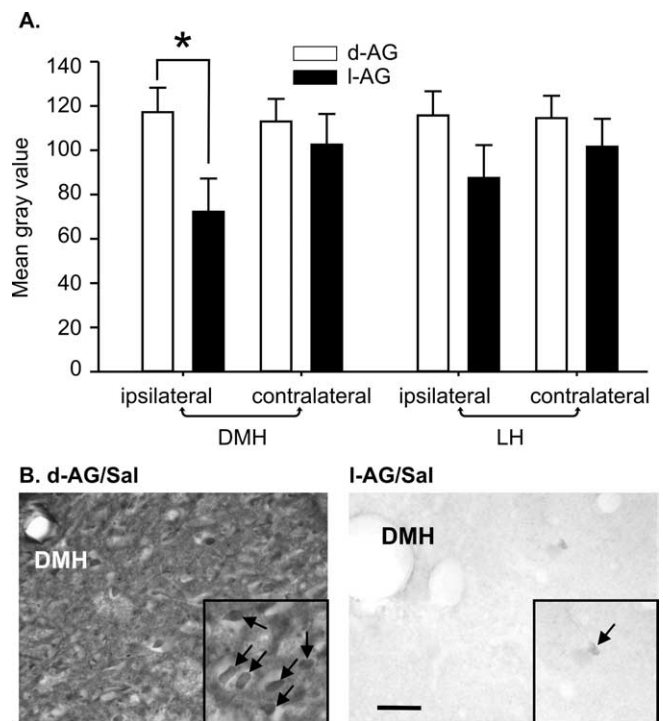 A.
*
d-AG
l-AG
140
120
100
80
60
40
20
0
Mean gray value
ipsilateral contralateral ipsilateral contralateral
DMH LH
B. d-AG/Sal l-AG/Sal
DMH DMH